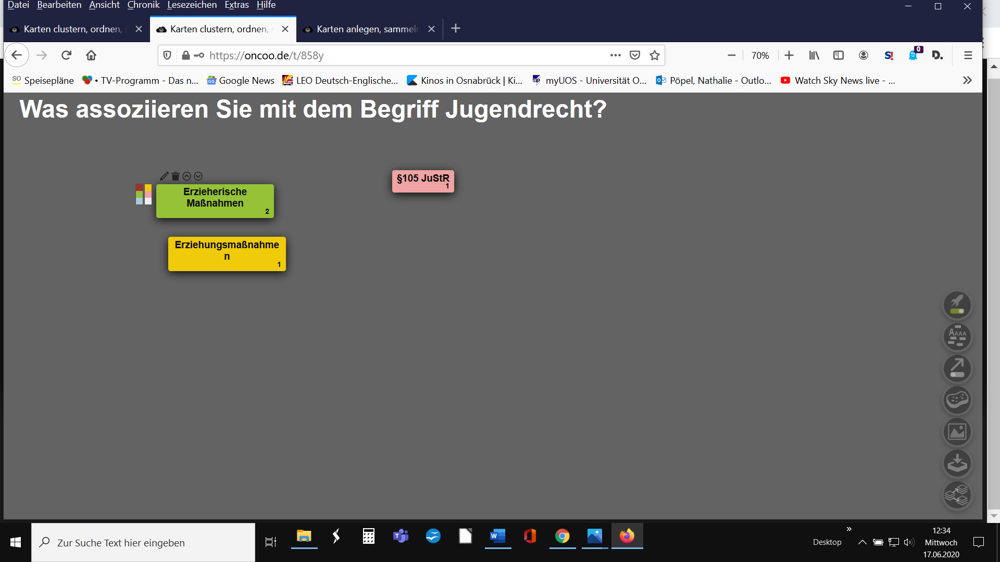 Datei Bearbeiten Ansicht Chronik Lesezeichen Extras Hilfe
Karten clustern, ordnen, Karten clustern, ordnen, Karten anlegen, sammeln
https://oncoo.de/t/858y 70% S! 0 D.
SO Speisepläne • TV-Programm - Das n... Google News LEO Deutsch-Englische... Kinos in Osnabrück | Ki... myUOS - Universität O... Pöpel, Nathalie - Outlo... Watch Sky News live - ...
Was assoziieren Sie mit dem Begriff Jugendrecht?
§105 JuStR
1
Erzieherische
Maßnahmen
2
Erziehungsmaßnahme
n
1
AAAA
Zur Suche Text hier eingeben
Desktop
12:34
Mittwoch
17.06.2020